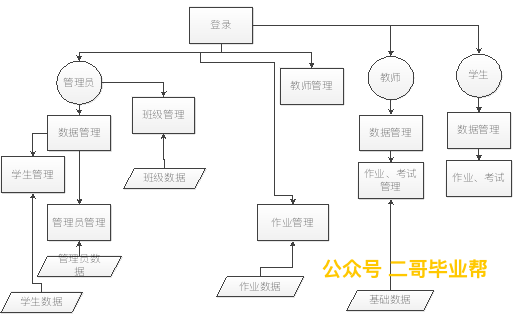 登录
管理员
教师管理
教师
学生
班级管理
数据管理
数据管理
数据管理
学生管理
班级数据
作业、考试
管理
作业、考试
管理员管理
作业管理
管理员数
据
公众号 二哥毕业帮
学生数据
作业数据
基础数据